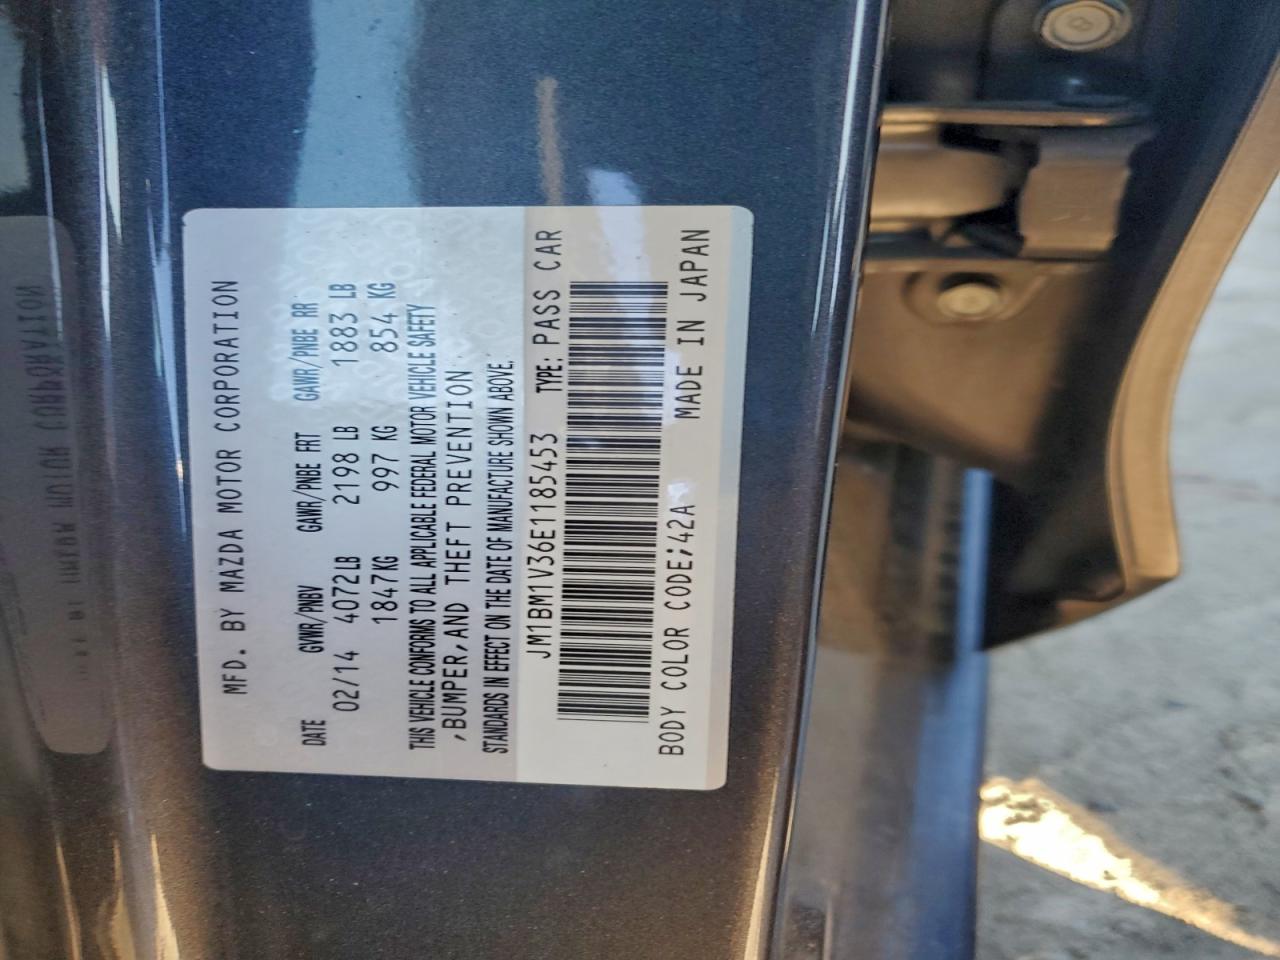 MFD. BY MAZDA MOTOR CORPORATION
DATE GWR/PNBV GAWR/PNBE FRT GAWR/PNBE RR
02/14 4072LB 2198 LB 1883 LB
1847KG 997 KG 854 KG
THIS VEHICLE CONFORMS TO ALL APPLICABLE FEDERAL MOTOR VEHICLE SAFETY
,BUMPER,AND THEFT PREVENTION
STANDARDS IN EFFECT ON THE DATE OF MANUFACTURE SHOWN ABOVE.
JM1BM1V36E1185453 TYPE: PASS CAR
BODY COLOR CODE;42A MADE IN JAPAN